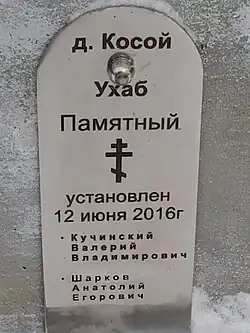 д. Косой
Ухаб
Памятный
установлен
12 июня 2016г
• Кучинский
Валерий
Владимирович
• Шарков
Анатолий
Егорович